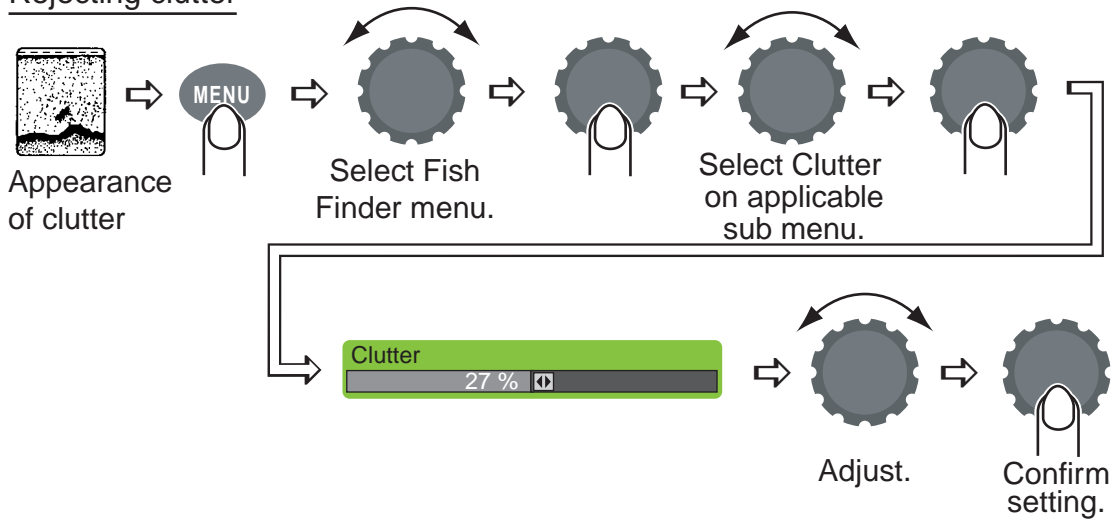 Rejecting clutter
MENU
Appearance
of clutter
Select Fish
Finder menu.
Select Clutter
on applicable
sub menu.
Clutter
27 %
Adjust.
Confirm
setting.